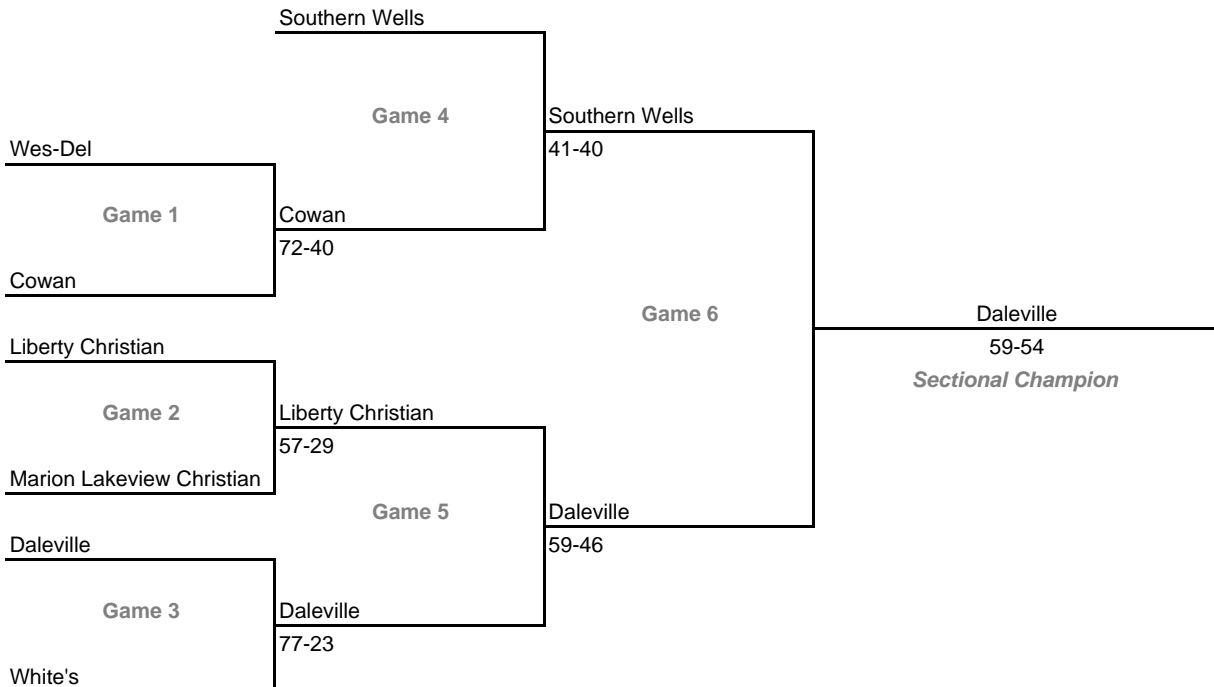 Southern Wells
Game 4
Southern Wells
Wes-Del
41-40
Game 1
Cowan
72-40
Cowan
Game 6
Daleville
Liberty Christian
59-54
Sectional Champion
Game 2
Liberty Christian
57-29
Marion Lakeview Christian
Game 5
Daleville
Daleville
59-46
Game 3
Daleville
77-23
White's